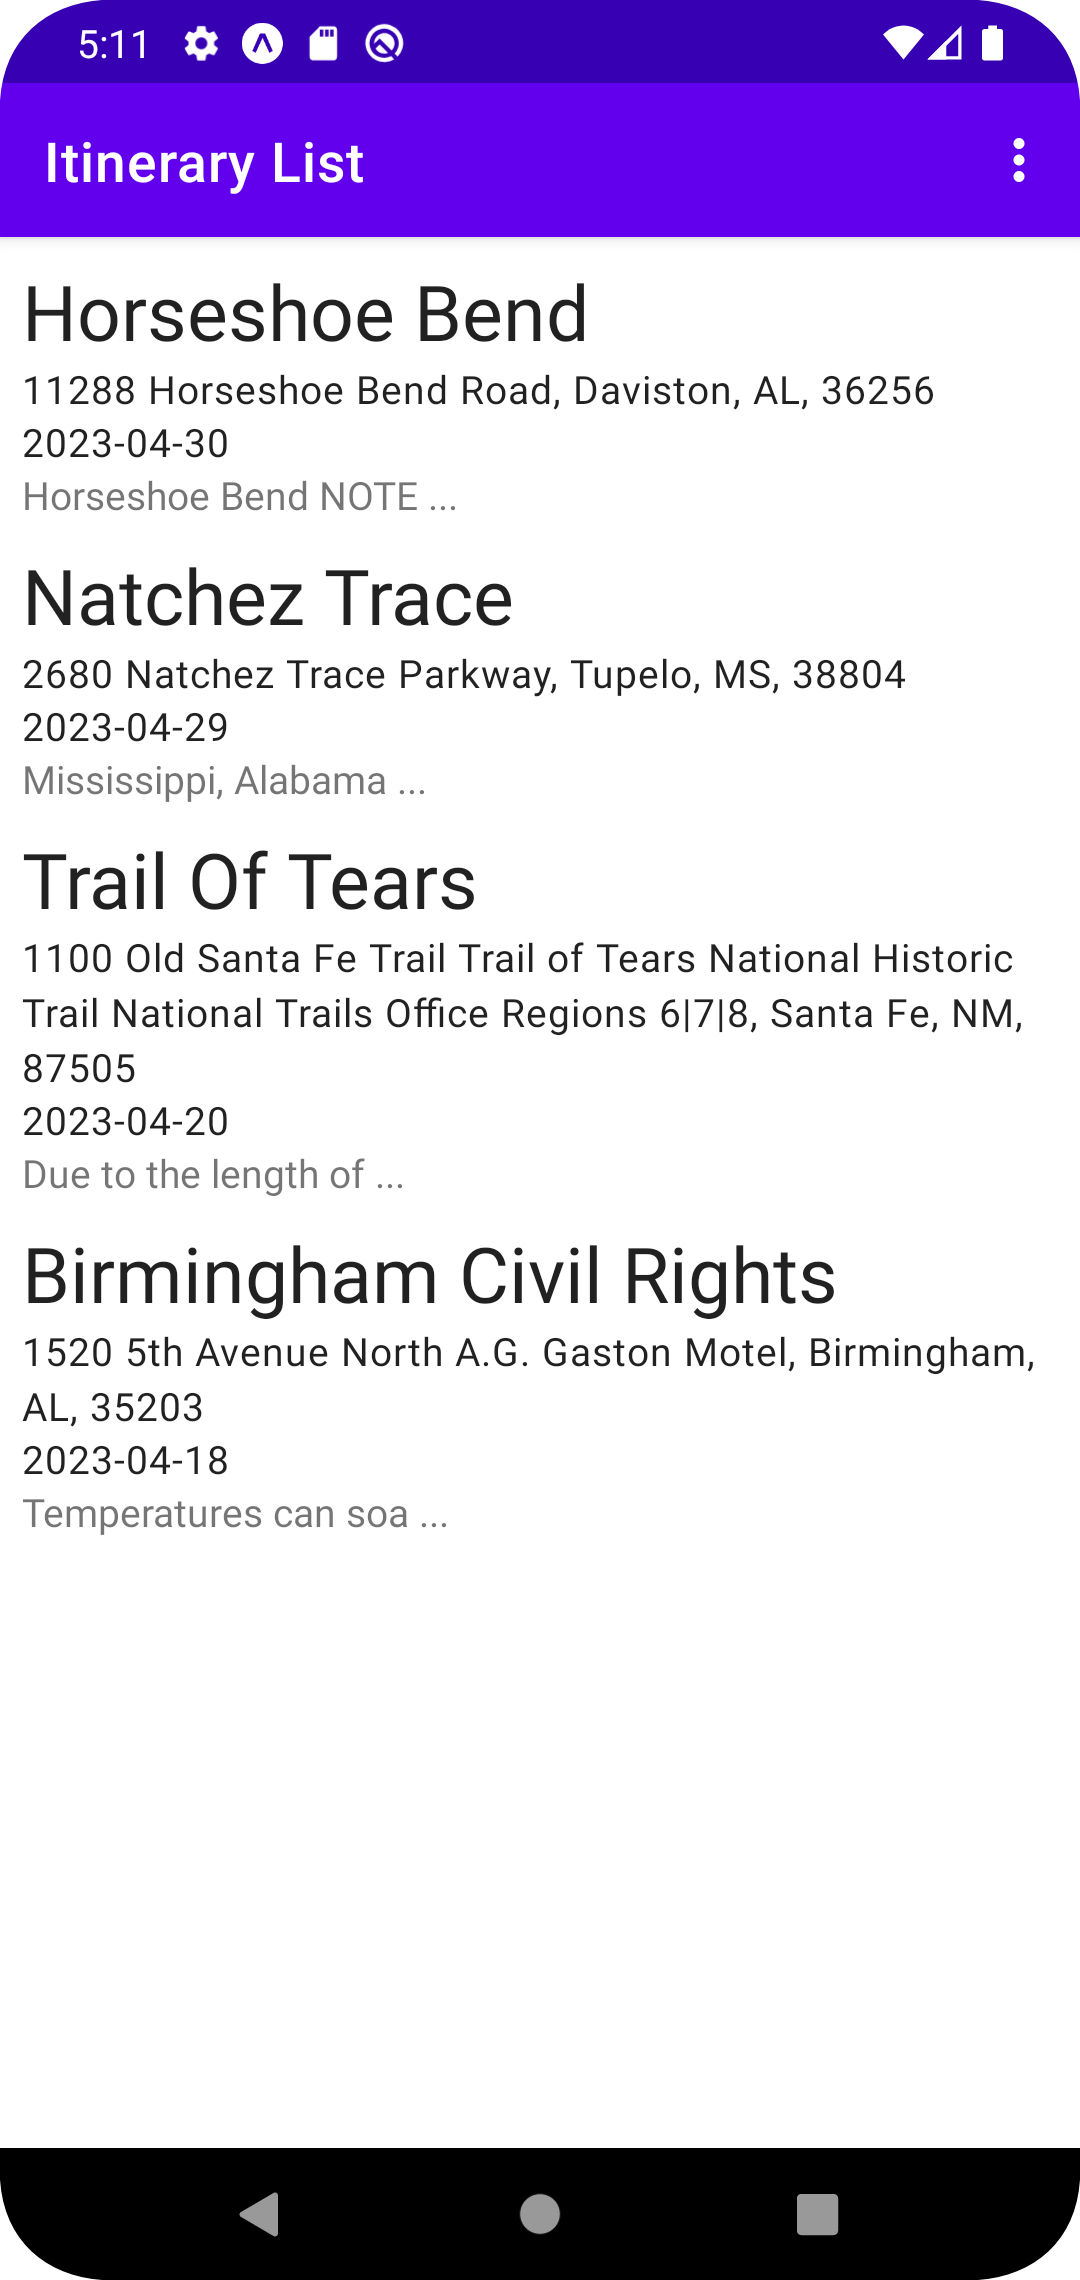 5:11
Itinerary List
Horseshoe Bend
11288 Horseshoe Bend Road, Daviston, AL, 36256
2023-04-30
Horseshoe Bend NOTE ...
Natchez Trace
2680 Natchez Trace Parkway, Tupelo, MS, 38804
2023-04-29
Mississippi, Alabama ...
Trail Of Tears
1100 Old Santa Fe Trail Trail of Tears National Historic
Trail National Trails Office Regions 6|7|8, Santa Fe, NM,
87505
2023-04-20
Due to the length of ...
Birmingham Civil Rights
1520 5th Avenue North A.G. Gaston Motel, Birmingham,
AL, 35203
2023-04-18
Temperatures can soa ...